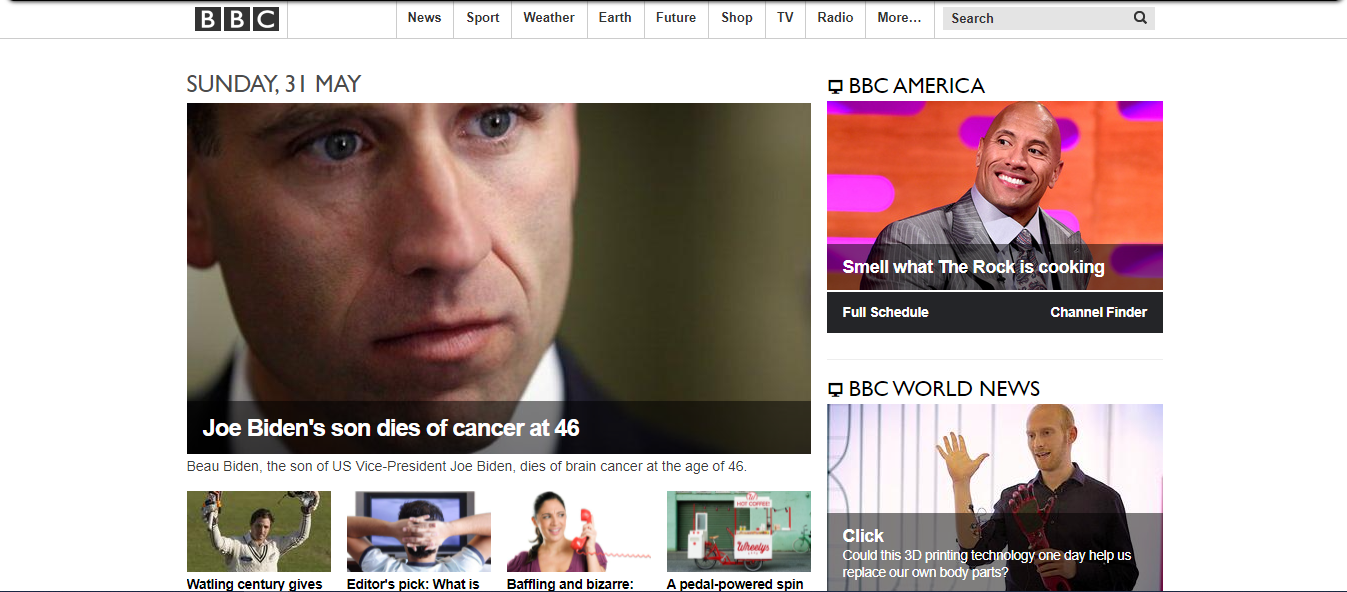 BBC
News
Sport
Weather
Earth
Future
Shop
TV
Radio
More...
Search
SUNDAY, 31 MAY
Joe Biden's son dies of cancer at 46
Beau Biden, the son of US Vice-President Joe Biden, dies of brain cancer at the age of 46.
Watling century gives
Editor's pick: What is
Baffling and bizarre:
HOT COFFEE!
Wheelys
A pedal-powered spin
BBC AMERICA
Smell what The Rock is cooking
Full Schedule
Channel Finder
BBC WORLD NEWS
Click
Could this 3D printing technology one day help us
replace our own body parts?